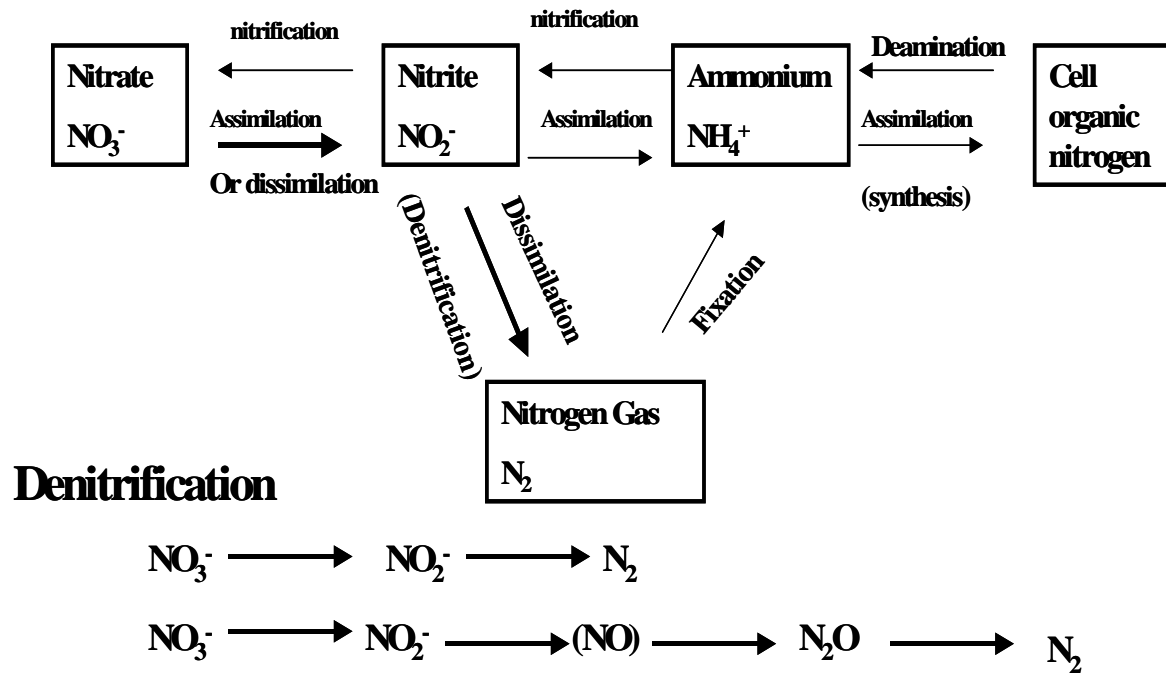 nitrification
nitrification
Deamination
Nitrate
NO₃⁻
Nitrite
NO₂⁻
Ammonium
NH₄⁺
Cell
organic
nitrogen
Assimilation
Or dissimilation
Assimilation
Assimilation
(synthesis)
(Denitrification)
Dissimilation
Fixation
Nitrogen Gas
N₂
Denitrification
NO₃⁻ NO₂⁻ N₂
NO₃⁻ NO₂⁻ (NO) N₂O N₂